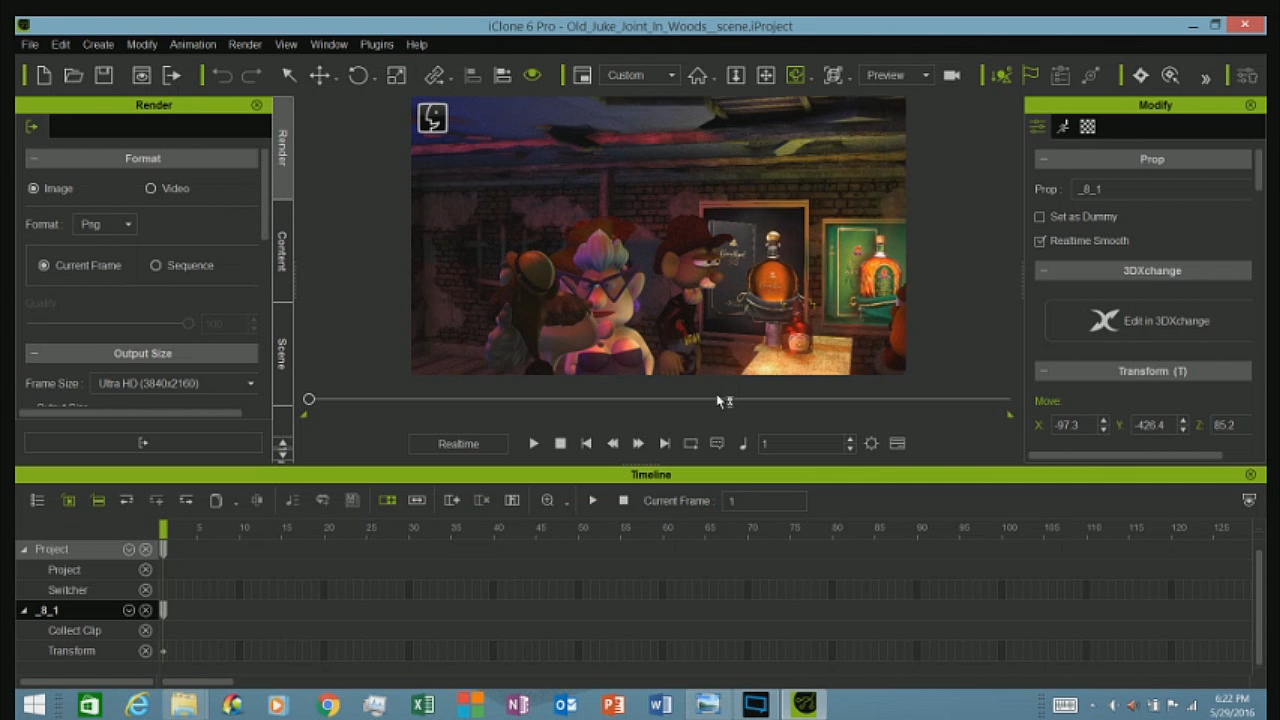 iClone 6 Pro - Old_Juke_Joint_In_Woods__scene.iProject
File Edit Create Modify Animation Render View Window Plugins Help
Custom Preview
Render
Format
Image Video
Format : Png
Current Frame Sequence
Quality
100
Output Size
Frame Size : Ultra HD (3840x2160)
Render
Content
Scene
Realtime 1
Modify
Prop
Prop : _8_1
Set as Dummy
Realtime Smooth
3DXchange
Edit in 3DXchange
Transform (T)
Move:
X: -97.3 Y: -426.4 Z: 85.2
Timeline
Current Frame : 1
5 10 15 20 25 30 35 40 45 50 55 60 65 70 75 80 85 90 95 100 105 110 115 120 125
Project
Project
Switcher
_8_1
Collect Clip
Transform
6:22 PM
5/29/2016